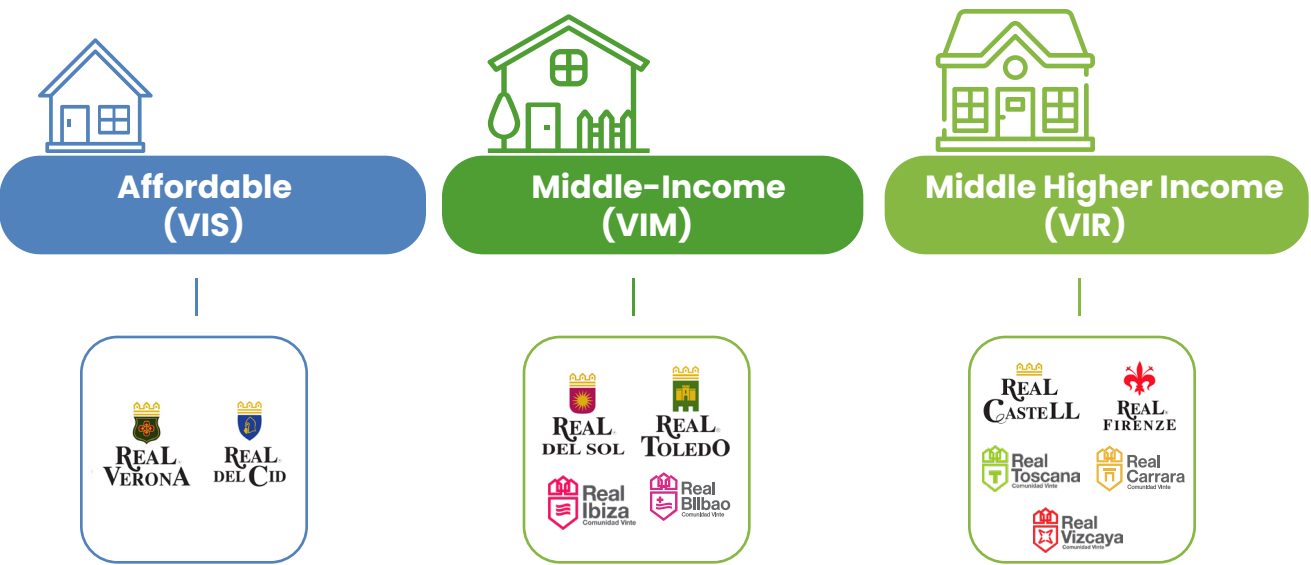 Affordable
(VIS)
Middle-Income
(VIM)
Middle Higher Income
(VIR)
REAL
VERONA
REAL
DEL CID
REAL
DEL SOL
REAL
TOLEDO
Real
Ibiza
Comunidad Vinte
Real
Bilbao
Comunidad Vinte
REAL
CASTELL
REAL
FIRENZE
Real
Toscana
Comunidad Vinte
Real
Carrara
Comunidad Vinte
Real
Vizcaya
Comunidad Vinte